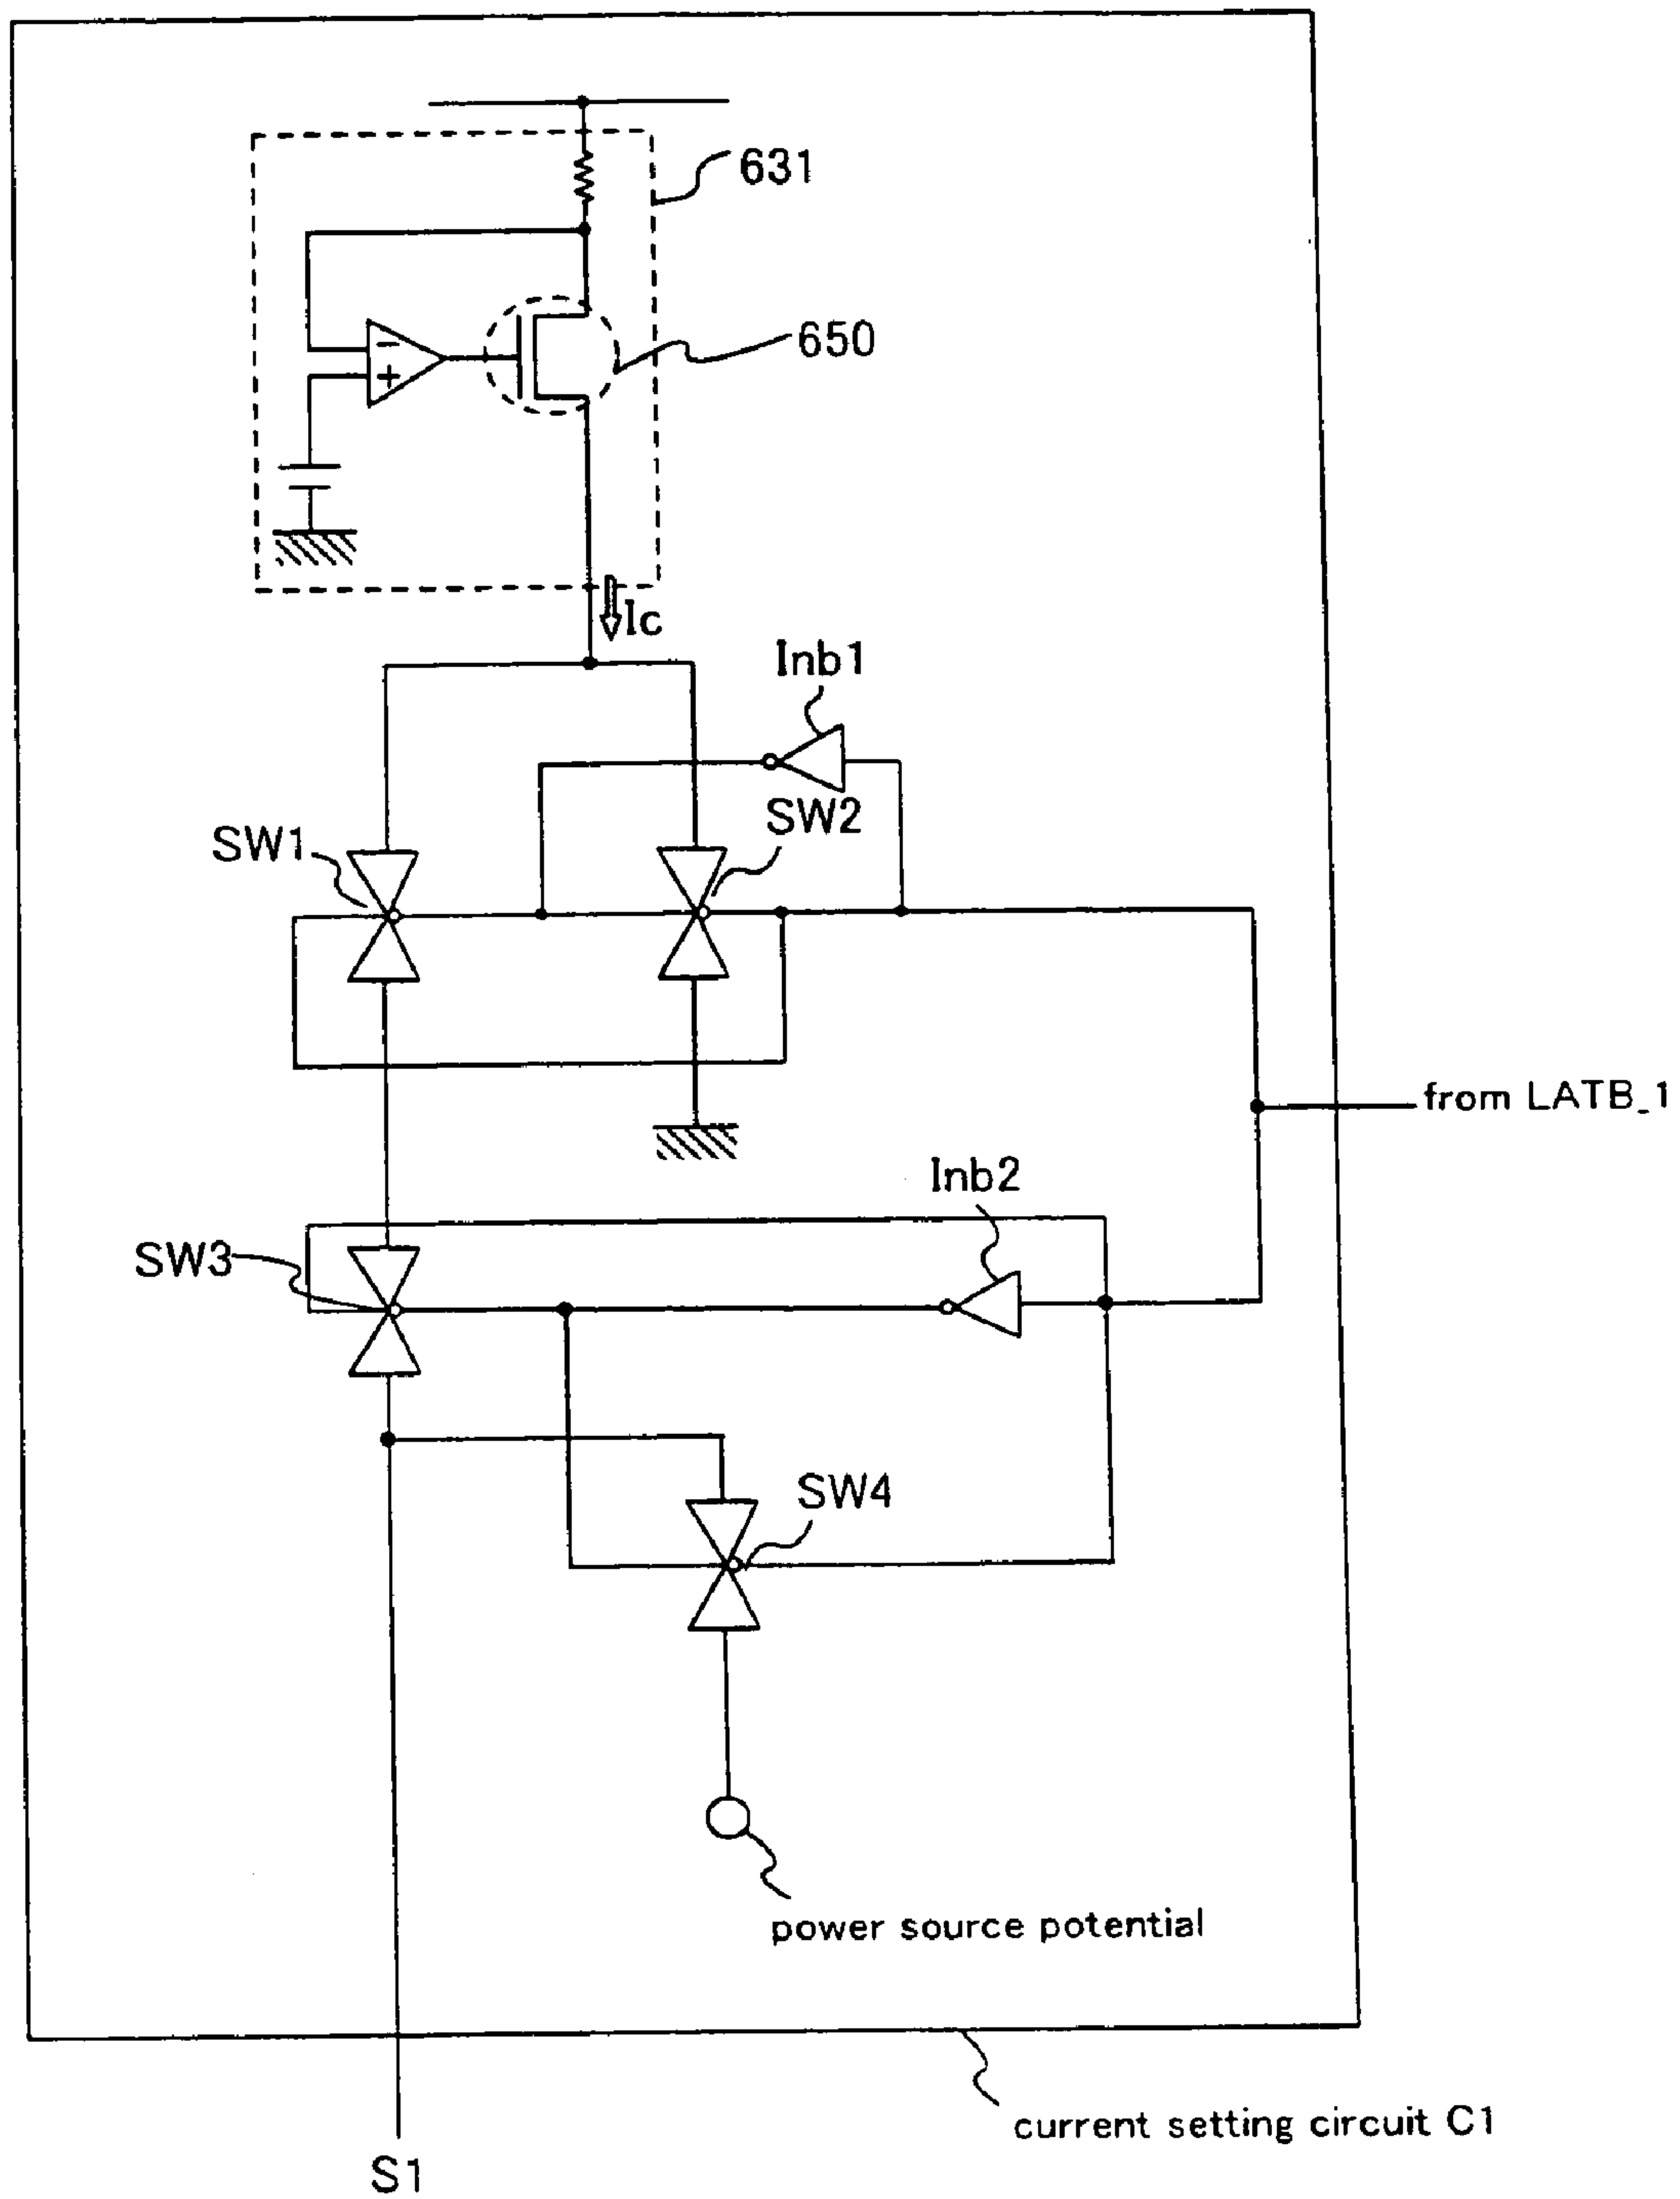 631
650
−
+
Ic
Inb1
SW2
SW1
from LATB_1
Inb2
SW3
SW4
power source potential
current setting circuit C1
S1